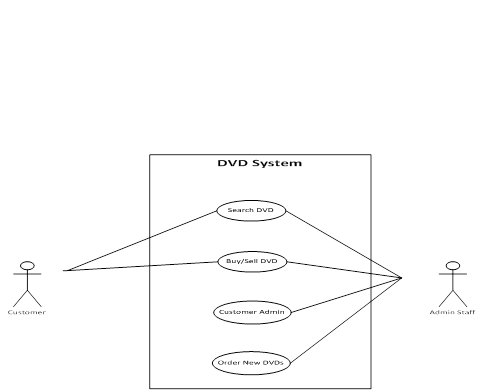 DVD System
Search DVD
Buy/Sell DVD
Customer Admin
Order New DVDs
Customer
Admin Staff